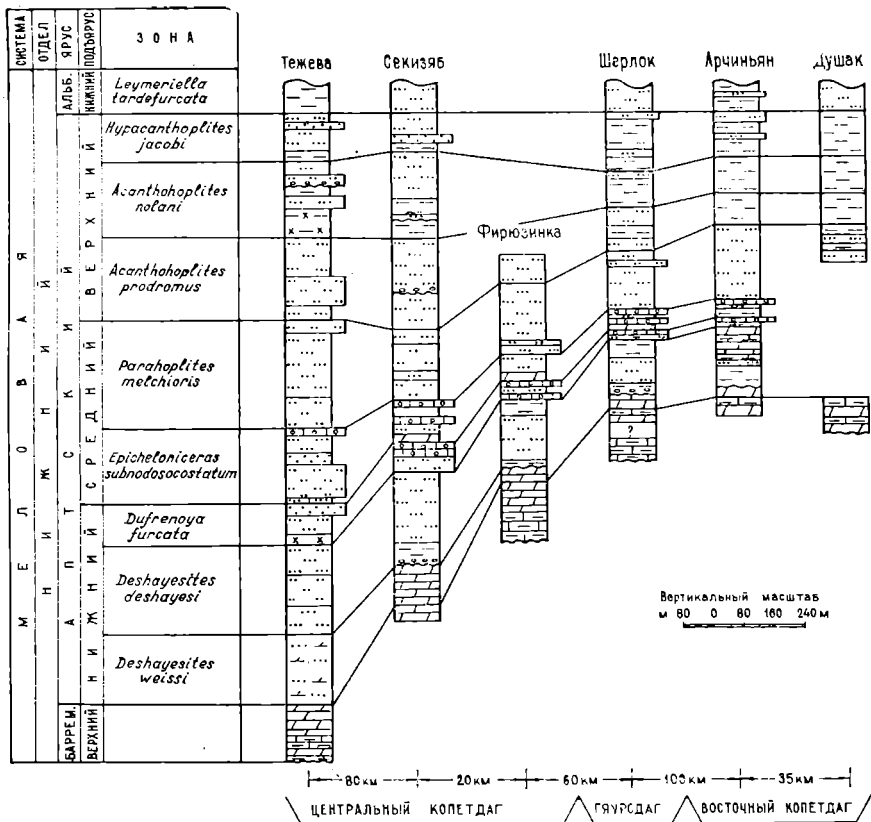 СИСТЕМА
ОТДЕЛ
ЯРУС
ПОДЪЯРУС
ЗОНА
Тежева
Секизяб
Шерлок
Арчиньян
Душак
Фирюзинка
МЕЛОВАЯ
НИЖНИЙ
АЛЬБ.
АПТСКИЙ
БАРРЕМ.
НИЖНИЙ
ВЕРХНИЙ
СРЕДНИЙ
НИЖНИЙ
ВЕРХНИЙ
Leymeriella
tardefurcata
Hypacanthoplites
jacobi
Acanthohoplites
nolani
Acanthohoplites
prodromus
Parahoplites
melchioris
Epicheloniceras
subnodosocostatum
Dufrenoya
furcata
Deshayesites
deshayesi
Deshayesites
weissi
?
Вертикальный масштаб
м 80 0 80 160 240 м
80 км 20 км 60 км 100 км 35 км
ЦЕНТРАЛЬНЫЙ КОПЕТДАГ ГЯУРСДАГ ВОСТОЧНЫЙ КОПЕТДАГ